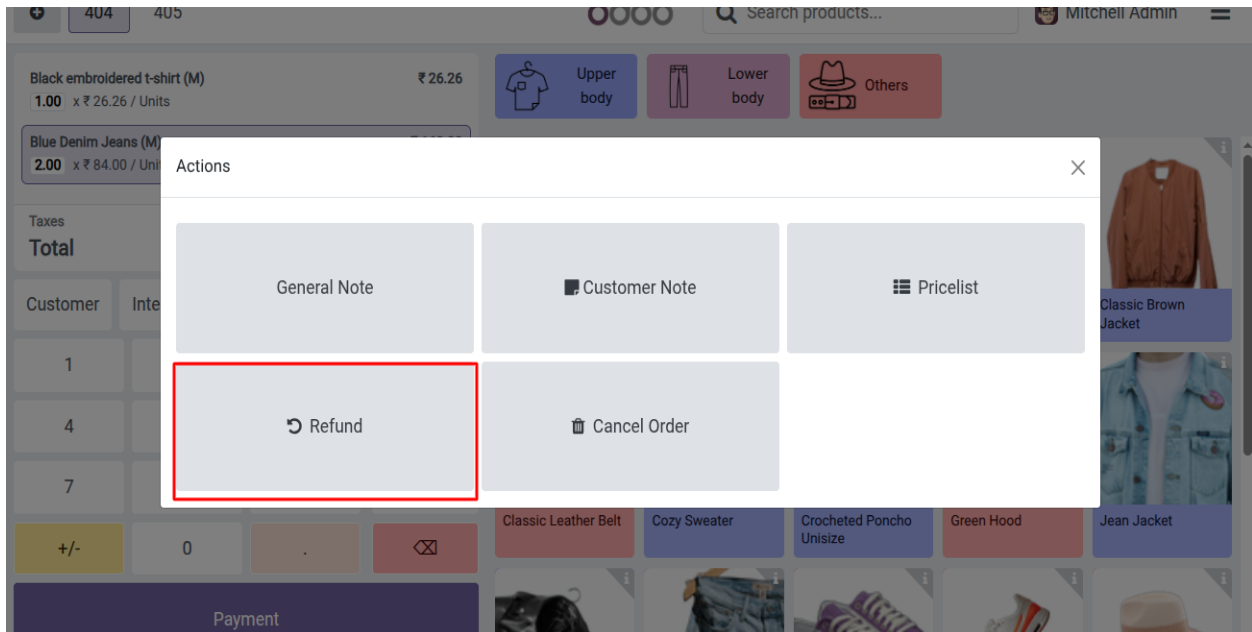 404
405
Search products...
Mitchell Admin
Black embroidered t-shirt (M)
₹ 26.26
1.00 x ₹ 26.26 / Units
Blue Denim Jeans (M)
2.00 x ₹ 84.00 /
Upper
body
Lower
body
Others
Actions
General Note
Customer Note
Pricelist
Refund
Cancel Order
Taxes
Total
Customer
1
4
7
+/-
0
.
Payment
Classic Brown
Jacket
Classic Leather Belt
Cozy Sweater
Crocheted Poncho
Unisize
Green Hood
Jean Jacket